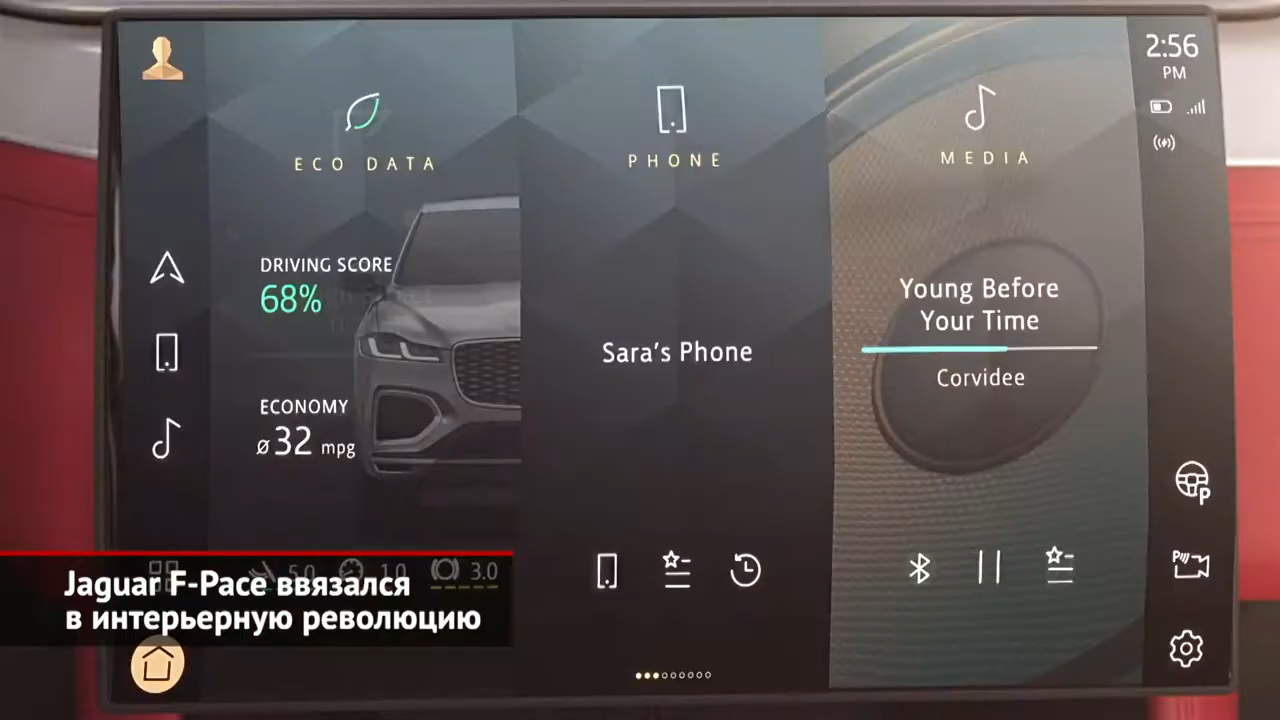 2:56
PM
ECO DATA
PHONE
MEDIA
DRIVING SCORE
68%
Young Before
Your Time
Sara's Phone
Corvidee
ECONOMY
ø 32 mpg
P
P
5.0
1.0
3.0
Jaguar F-Pace ввязался
в интерьерную революцию